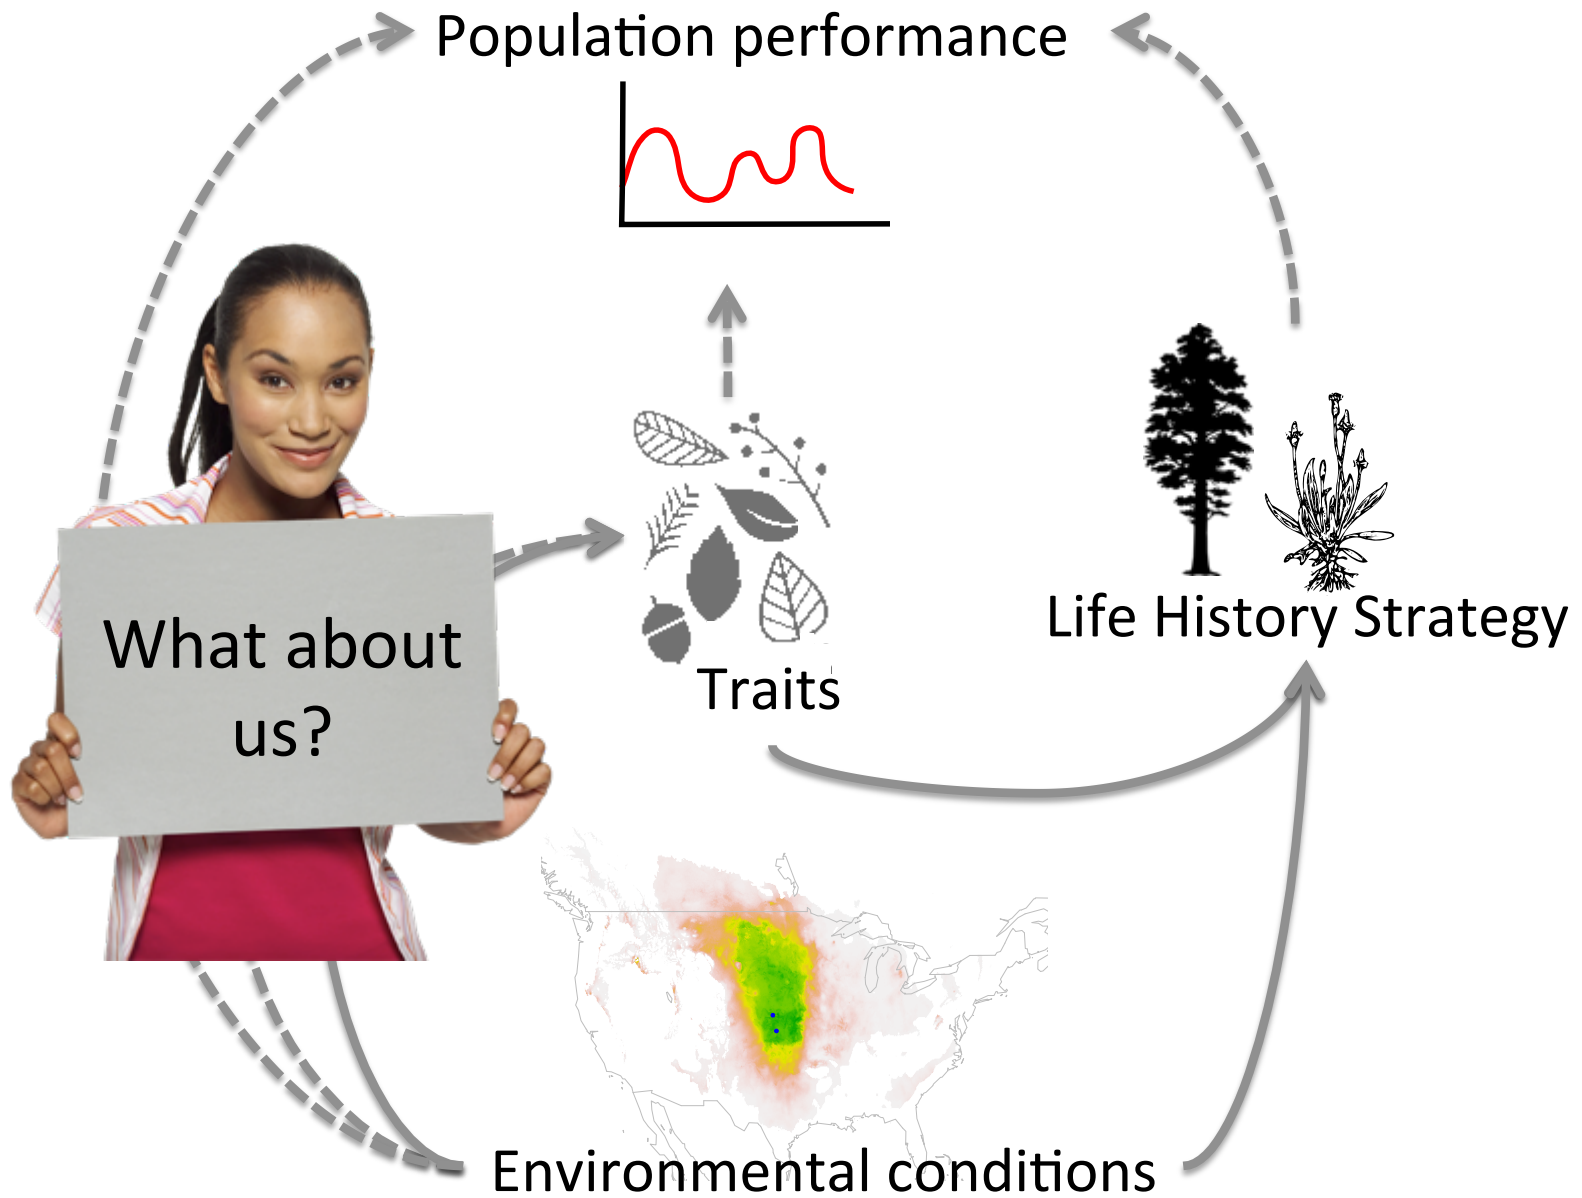 Population performance
What about
us?
Traits
Life History Strategy
Environmental conditions